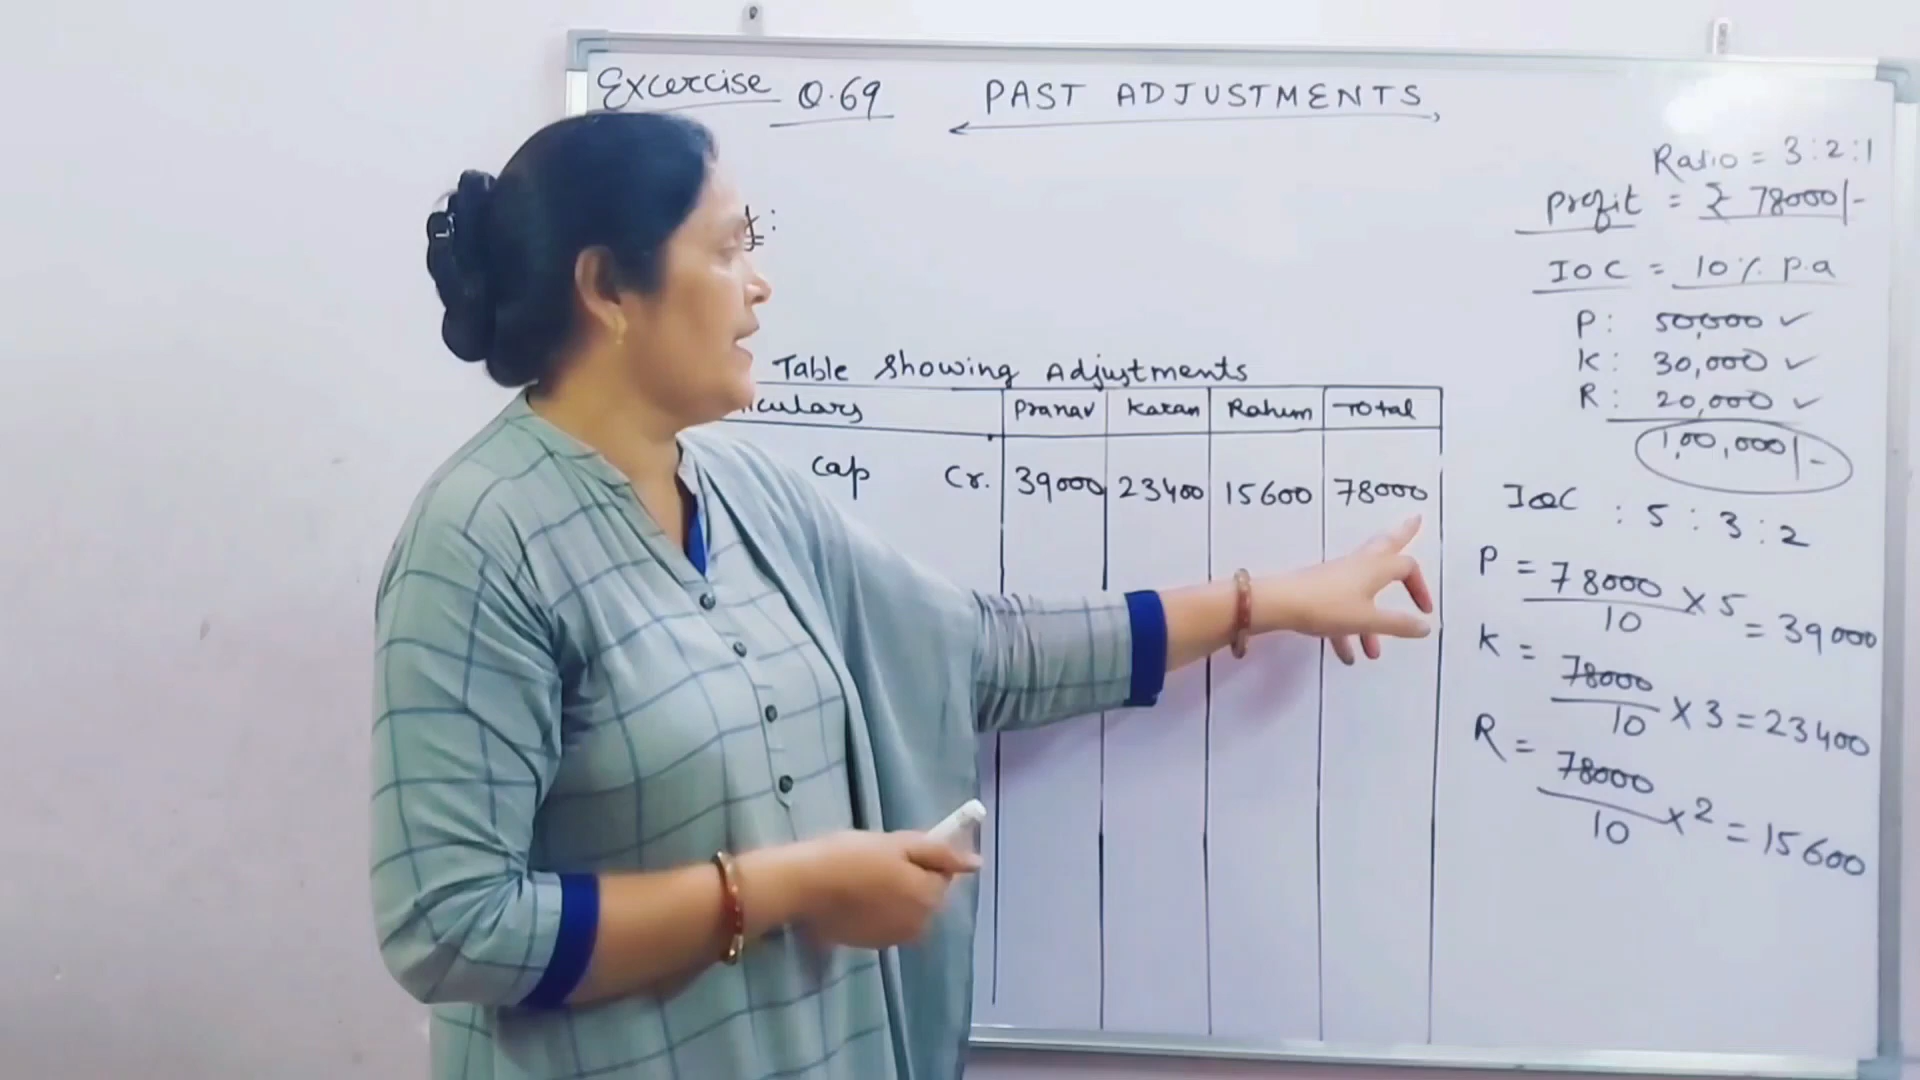 Excercise Q.69
PAST ADJUSTMENTS
Table Showing Adjustments
Pranav Karan Rahim Total
Cap Cr. 39000 23400 15600 78000
Ratio = 3:2:1
Profit = ₹ 78000/-
IOC = 10% p.a
P: 50,000 ✓
K: 30,000 ✓
R: 20,000 ✓
1,00,000/-
IOC : 5 : 3 : 2
P = 78000/10 × 5 = 39000
K = 78000/10 × 3 = 23400
R = 78000/10 × 2 = 15600